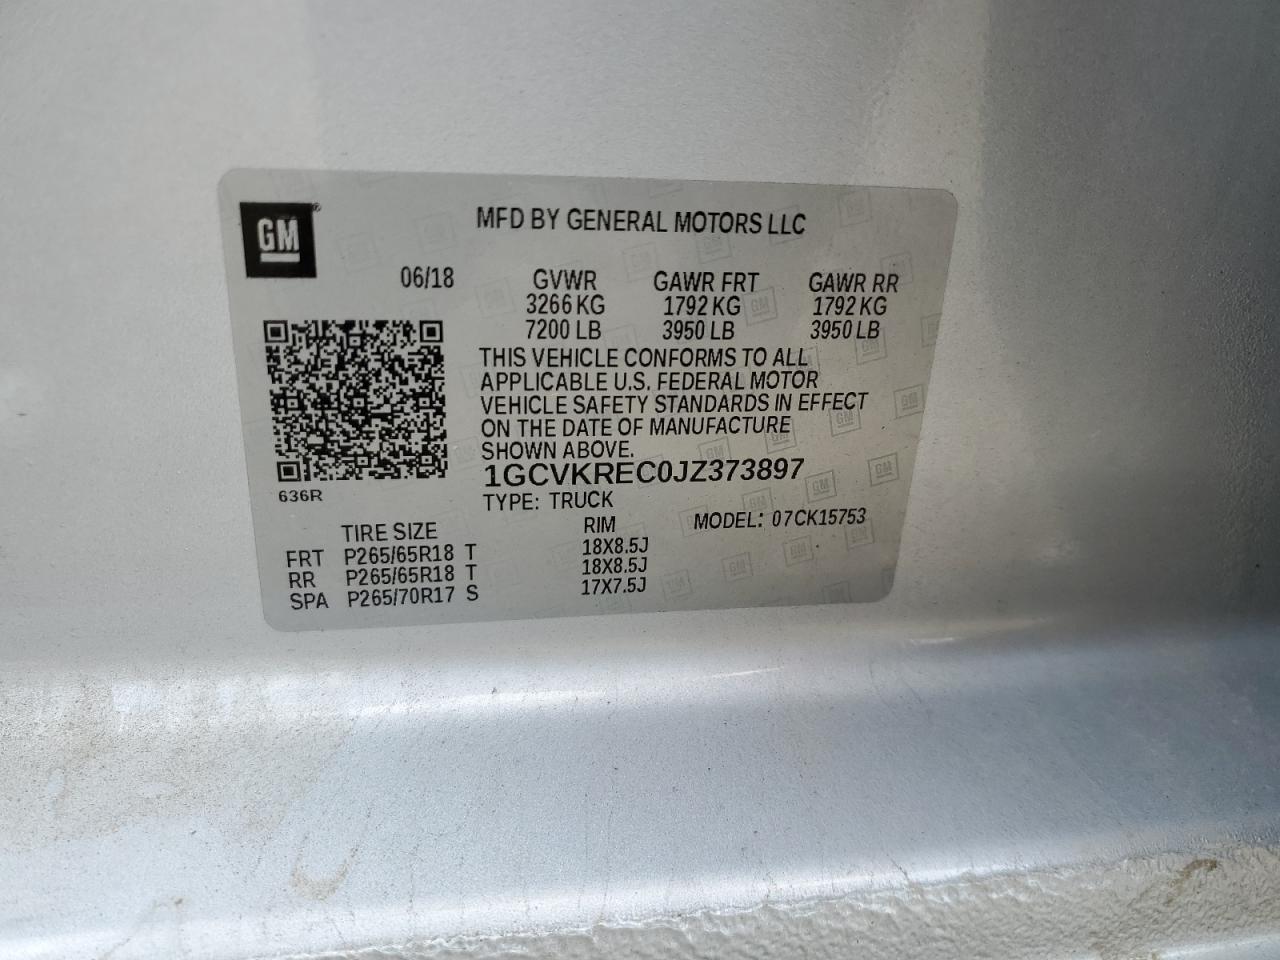 GM®
MFD BY GENERAL MOTORS LLC
06/18 GVWR GAWR FRT GAWR RR
3266 KG 1792 KG 1792 KG
7200 LB 3950 LB 3950 LB
THIS VEHICLE CONFORMS TO ALL
APPLICABLE U.S. FEDERAL MOTOR
VEHICLE SAFETY STANDARDS IN EFFECT
ON THE DATE OF MANUFACTURE
SHOWN ABOVE.
1GCVKREC0JZ373897
636R
TYPE: TRUCK
TIRE SIZE RIM MODEL: 07CK15753
FRT P265/65R18 T 18X8.5J
RR P265/65R18 T 18X8.5J
SPA P265/70R17 S 17X7.5J